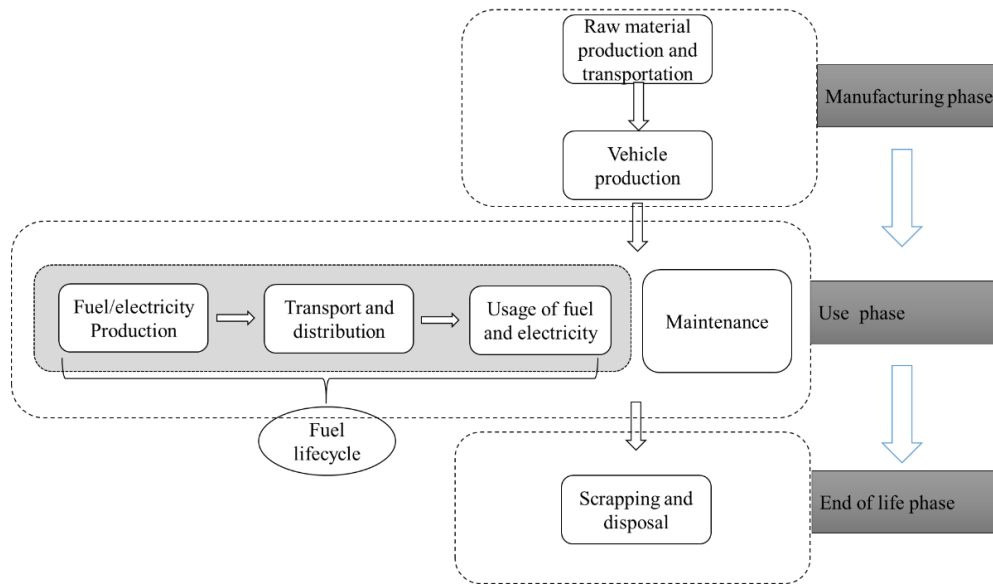 Raw material
production and
transportation
Manufacturing phase
Vehicle
production
Fuel/electricity
Production
Transport and
distribution
Usage of fuel
and electricity
Maintenance
Use phase
Fuel
lifecycle
Scrapping and
disposal
End of life phase